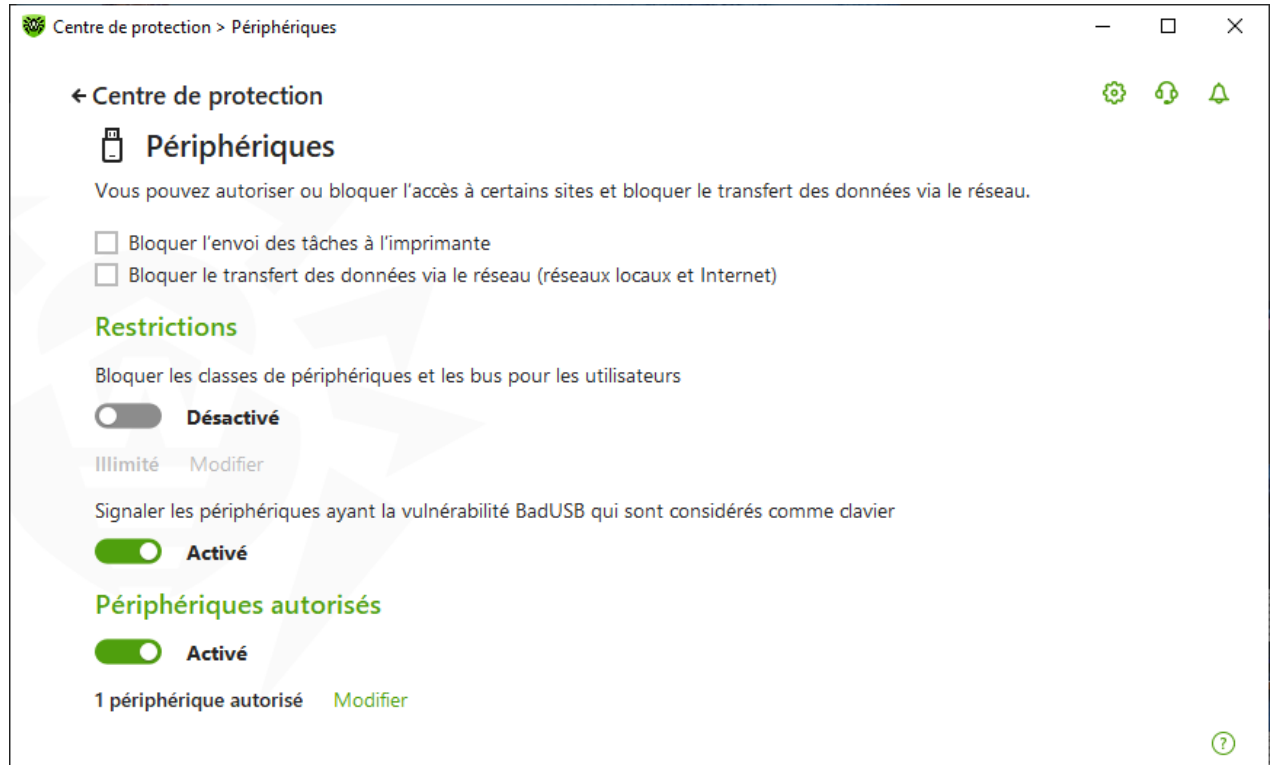 Centre de protection > Périphériques
Centre de protection
Périphériques
Vous pouvez autoriser ou bloquer l’accès à certains sites et bloquer le transfert des données via le réseau.
Bloquer l’envoi des tâches à l’imprimante
Bloquer le transfert des données via le réseau (réseaux locaux et Internet)
Restrictions
Bloquer les classes de périphériques et les bus pour les utilisateurs
Désactivé
Illimité Modifier
Signaler les périphériques ayant la vulnérabilité BadUSB qui sont considérés comme clavier
Activé
Périphériques autorisés
Activé
1 périphérique autorisé Modifier